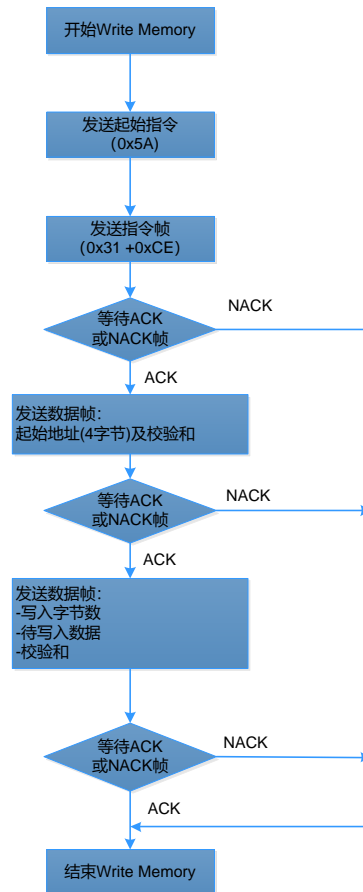 开始Write Memory
发送起始指令
（0x5A)
发送指令帧
（0x31 +0xCE）
等待ACK
或NACK帧
NACK
ACK
发送数据帧：
起始地址(4字节)及校验和
等待ACK
或NACK帧
NACK
ACK
发送数据帧：
-写入字节数
-待写入数据
-校验和
等待ACK
或NACK帧
NACK
ACK
结束Write Memory